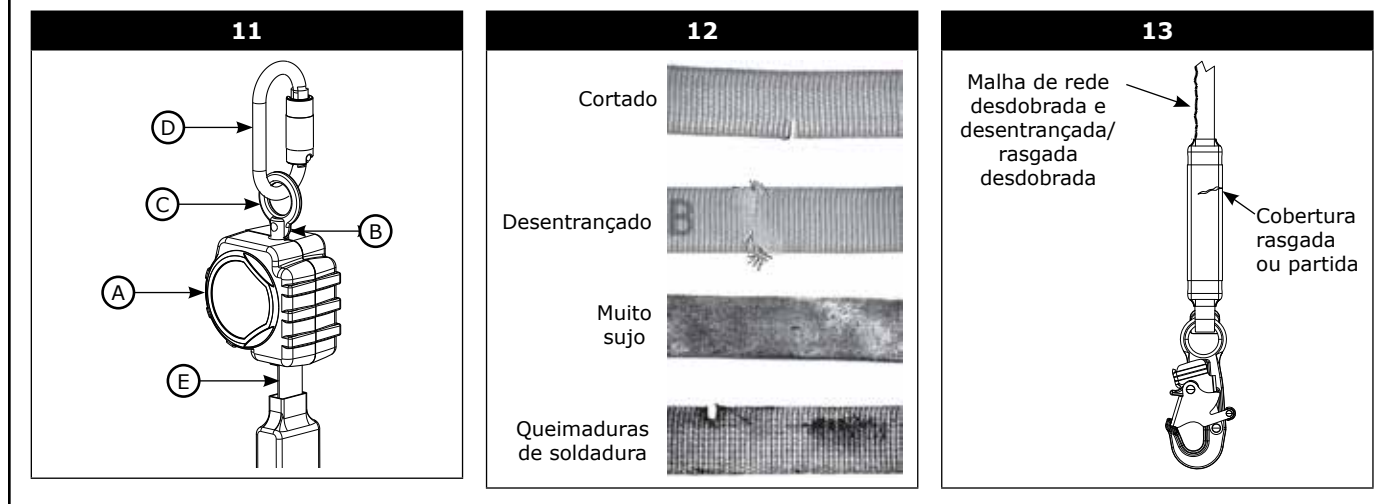 11
D
C
B
A
E
12
Cortado
Desentrançado
B
Muito
sujo
Queimaduras
de soldadura
13
Malha de rede
desdobrada e
desentrançada/
rasgada
desdobrada
Cobertura
rasgada
ou partida